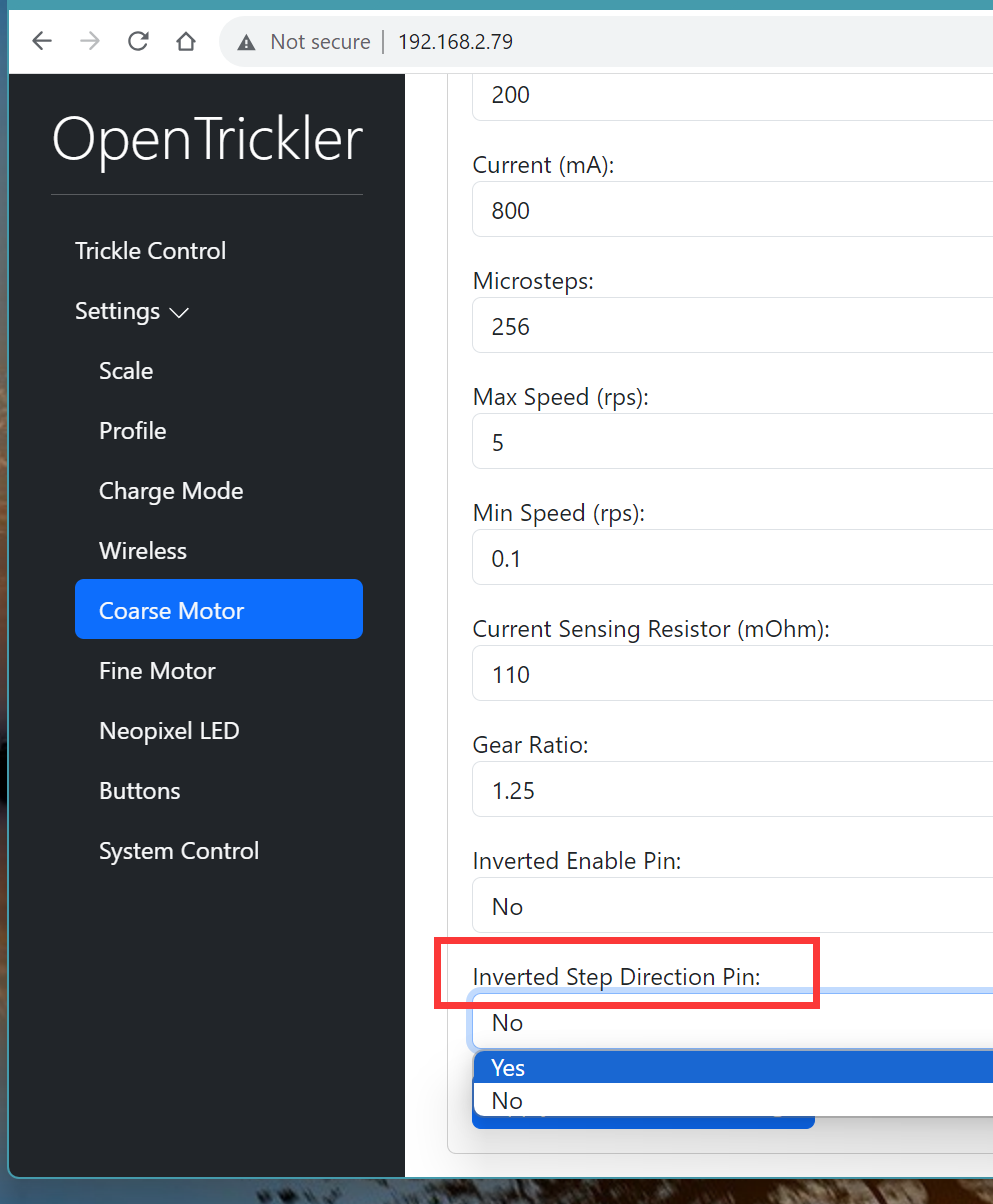 Not secure | 192.168.2.79
OpenTrickler
Trickle Control
Settings
Scale
Profile
Charge Mode
Wireless
Coarse Motor
Fine Motor
Neopixel LED
Buttons
System Control
200
Current (mA):
800
Microsteps:
256
Max Speed (rps):
5
Min Speed (rps):
0.1
Current Sensing Resistor (mOhm):
110
Gear Ratio:
1.25
Inverted Enable Pin:
No
Inverted Step Direction Pin:
No
Yes
No